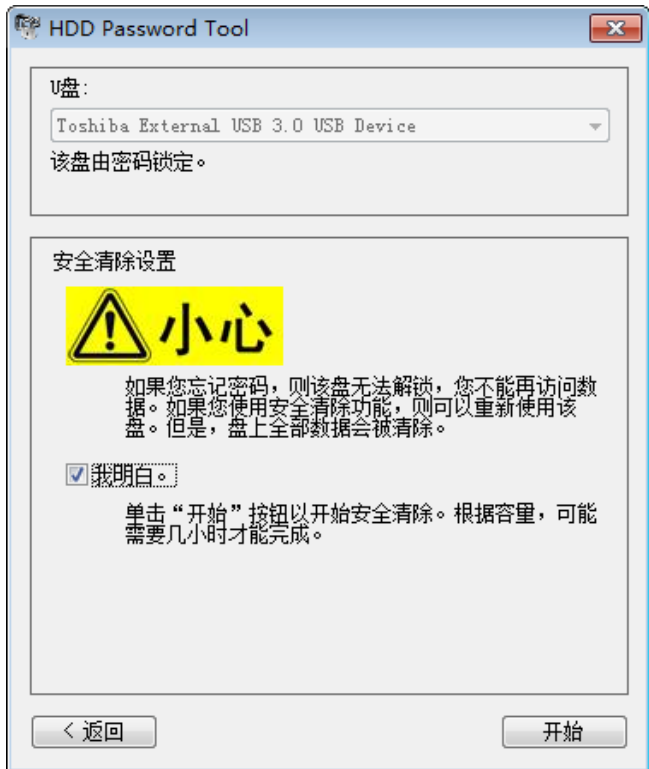 HDD Password Tool
U盘:
Toshiba External USB 3.0 USB Device
该盘由密码锁定。
安全清除设置
小心
如果您忘记密码，则该盘无法解锁，您不能再访问数
据。如果您使用安全清除功能，则可以重新使用该
盘。但是，盘上全部数据会被清除。
我明白。
单击“开始”按钮以开始安全清除。根据容量，可能
需要几小时才能完成。
< 返回
开始